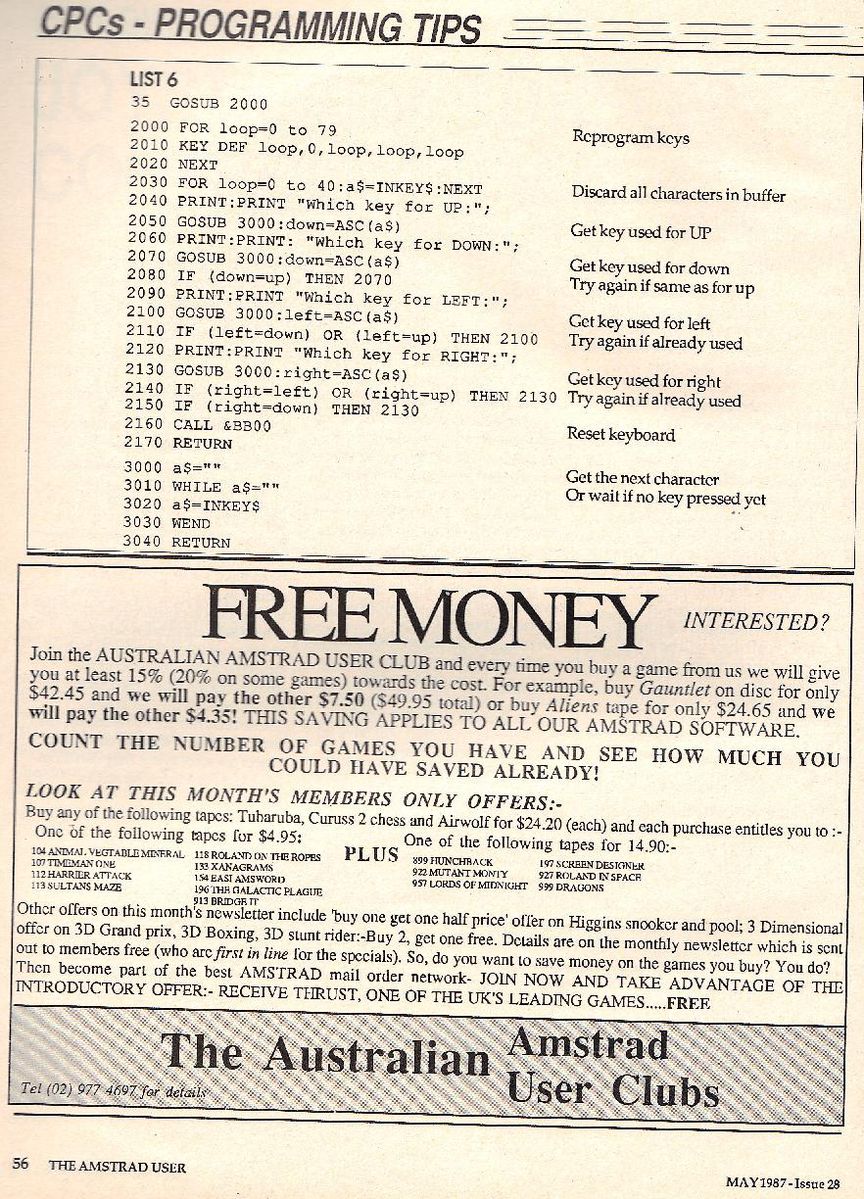 CPCs - PROGRAMMING TIPS
LIST 6
35 GOSUB 2000
2000 FOR loop=0 to 79 Reprogram keys
2010 KEY DEF loop,0,loop,loop,loop
2020 NEXT
2030 FOR loop=0 to 40:a$=INKEY$:NEXT Discard all characters in buffer
2040 PRINT:PRINT "Which key for UP:";
2050 GOSUB 3000:down=ASC(a$) Get key used for UP
2060 PRINT:PRINT: "Which key for DOWN:";
2070 GOSUB 3000:down=ASC(a$) Get key used for down
2080 IF (down=up) THEN 2070 Try again if same as for up
2090 PRINT:PRINT "Which key for LEFT:";
2100 GOSUB 3000:left=ASC(a$) Get key used for left
2110 IF (left=down) OR (left=up) THEN 2100 Try again if already used
2120 PRINT:PRINT "Which key for RIGHT:";
2130 GOSUB 3000:right=ASC(a$) Get key used for right
2140 IF (right=left) OR (right=up) THEN 2130 Try again if already used
2150 IF (right=down) THEN 2130
2160 CALL &BB00 Reset keyboard
2170 RETURN
3000 a$="" Get the next character
3010 WHILE a$="" Or wait if no key pressed yet
3020 a$=INKEY$
3030 WEND
3040 RETURN
FREE MONEY INTERESTED?
Join the AUSTRALIAN AMSTRAD USER CLUB and every time you buy a game from us we will give
you at least 15% (20% on some games) towards the cost. For example, buy Gauntlet on disc for only
$42.45 and we will pay the other $7.50 ($49.95 total) or buy Aliens tape for only $24.65 and we
will pay the other $4.35! THIS SAVING APPLIES TO ALL OUR AMSTRAD SOFTWARE.
COUNT THE NUMBER OF GAMES YOU HAVE AND SEE HOW MUCH YOU
COULD HAVE SAVED ALREADY!
LOOK AT THIS MONTH'S MEMBERS ONLY OFFERS:-
Buy any of the following tapes: Tubaruba, Curuss 2 chess and Airwolf for $24.20 (each) and each purchase entitles you to :-
One of the following tapes for $4.95:
104 ANIMAL VEGTABLE MINERAL
107 TIMEMAN ONE
112 HARRIER ATTACK
113 SULTANS MAZE
118 ROLAND ON THE ROPES
133 XANAGRAMS
154 EASI AMSWORD
196 THE GALACTIC PLAGUE
913 BRIDGE IT
PLUS
One of the following tapes for 14.90:-
899 HUNCHBACK
922 MUTANT MONTY
957 LORDS OF MIDNIGHT
197 SCREEN DESIGNER
927 ROLAND IN SPACE
999 DRAGONS
Other offers on this month's newsletter include 'buy one get one half price' offer on Higgins snooker and pool; 3 Dimensional
offer on 3D Grand prix, 3D Boxing, 3D stunt rider:-Buy 2, get one free. Details are on the monthly newsletter which is sent
out to members free (who are first in line for the specials). So, do you want to save money on the games you buy? You do?
Then become part of the best AMSTRAD mail order network- JOIN NOW AND TAKE ADVANTAGE OF THE
INTRODUCTORY OFFER:- RECEIVE THRUST, ONE OF THE UK'S LEADING GAMES.....FREE
The Australian Amstrad
User Clubs
Tel (02) 977 4697 for details
56 THE AMSTRAD USER
MAY1987-Issue 28